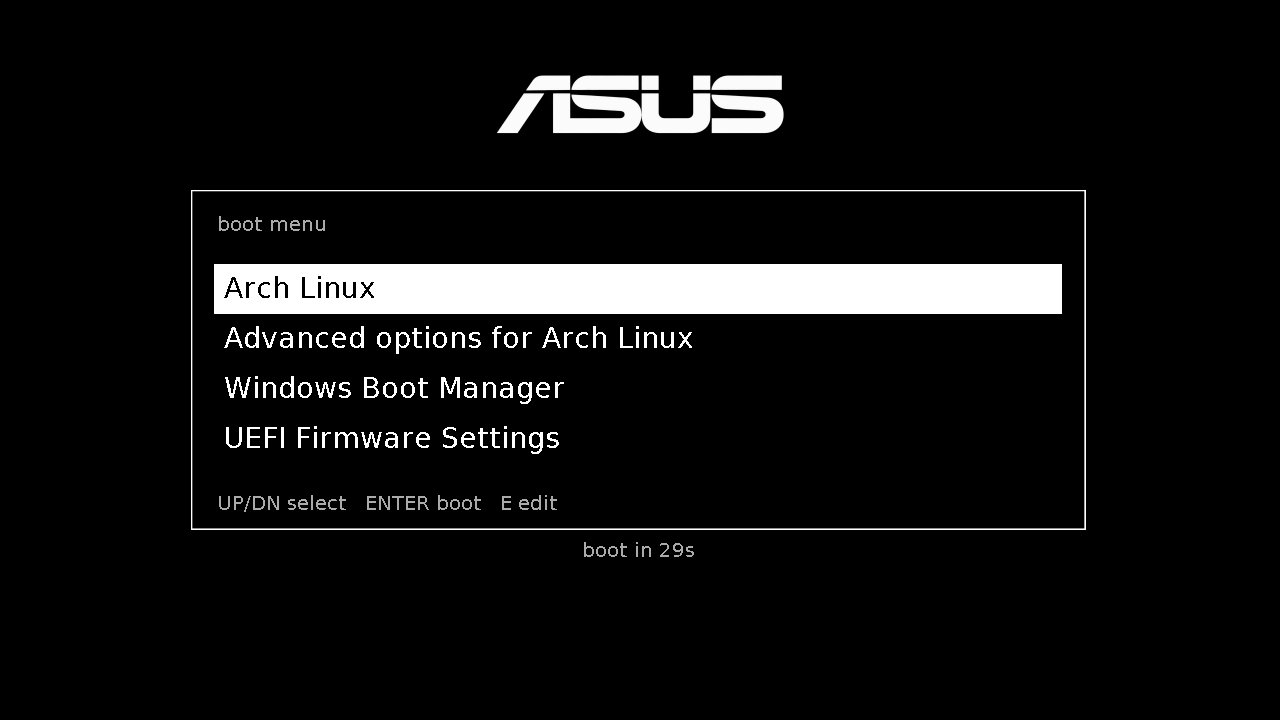 ASUS
boot menu
Arch Linux
Advanced options for Arch Linux
Windows Boot Manager
UEFI Firmware Settings
UP/DN select   ENTER boot   E edit
boot in 29s